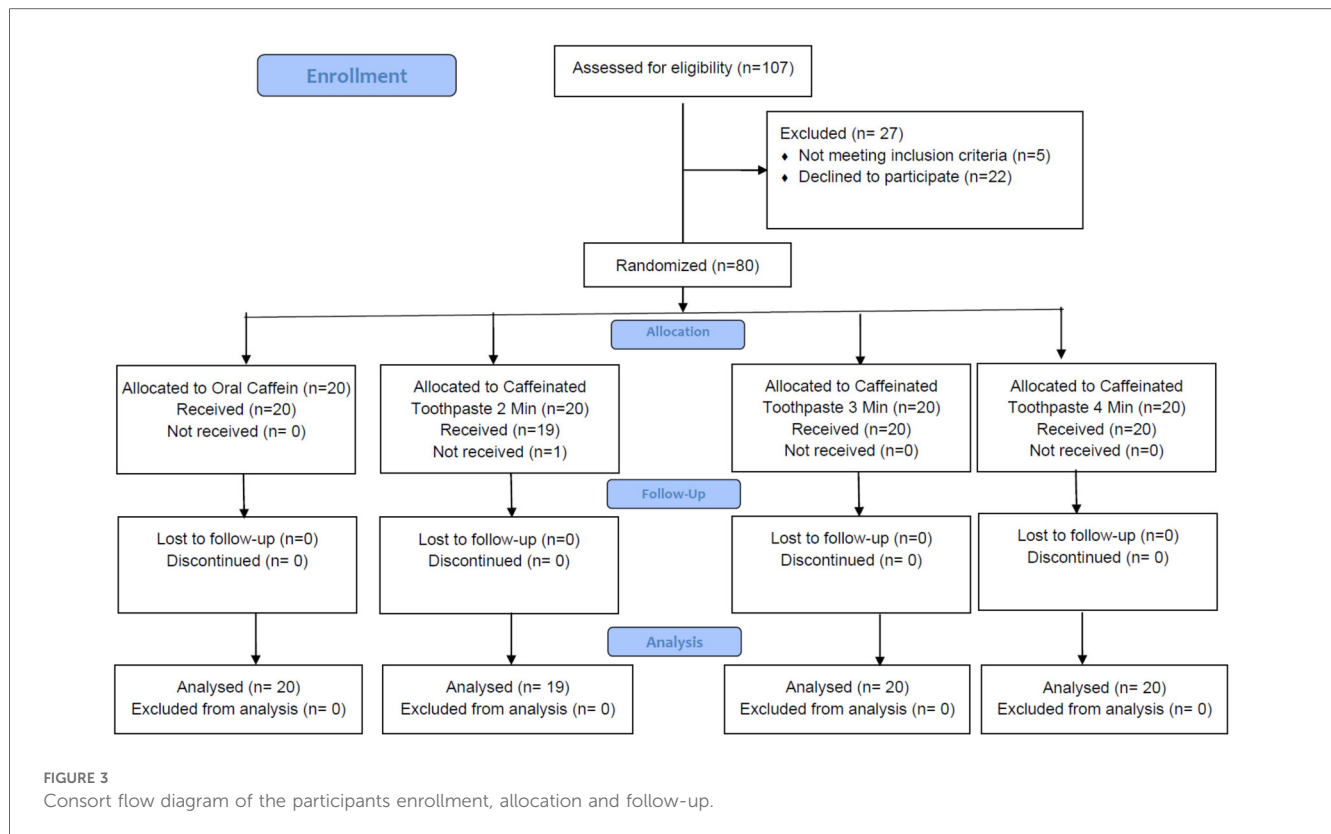 Enrollment
Assessed for eligibility (n=107)
Excluded (n= 27)
♦ Not meeting inclusion criteria (n=5)
♦ Declined to participate (n=22)
Randomized (n=80)
Allocation
Allocated to Oral Caffein (n=20)
Received (n=20)
Not received (n= 0)
Allocated to Caffeinated
Toothpaste 2 Min (n=20)
Received (n=19)
Not received (n=1)
Allocated to Caffeinated
Toothpaste 3 Min (n=20)
Received (n=20)
Not received (n=0)
Allocated to Caffeinated
Toothpaste 4 Min (n=20)
Received (n=20)
Not received (n=0)
Follow-Up
Lost to follow-up (n=0)
Discontinued (n= 0)
Lost to follow-up (n=0)
Discontinued (n= 0)
Lost to follow-up (n=0)
Discontinued (n= 0)
Lost to follow-up (n=0)
Discontinued (n= 0)
Analysis
Analysed (n= 20)
Excluded from analysis (n= 0)
Analysed (n= 19)
Excluded from analysis (n= 0)
Analysed (n= 20)
Excluded from analysis (n= 0)
Analysed (n= 20)
Excluded from analysis (n= 0)
FIGURE 3
Consort flow diagram of the participants enrollment, allocation and follow-up.